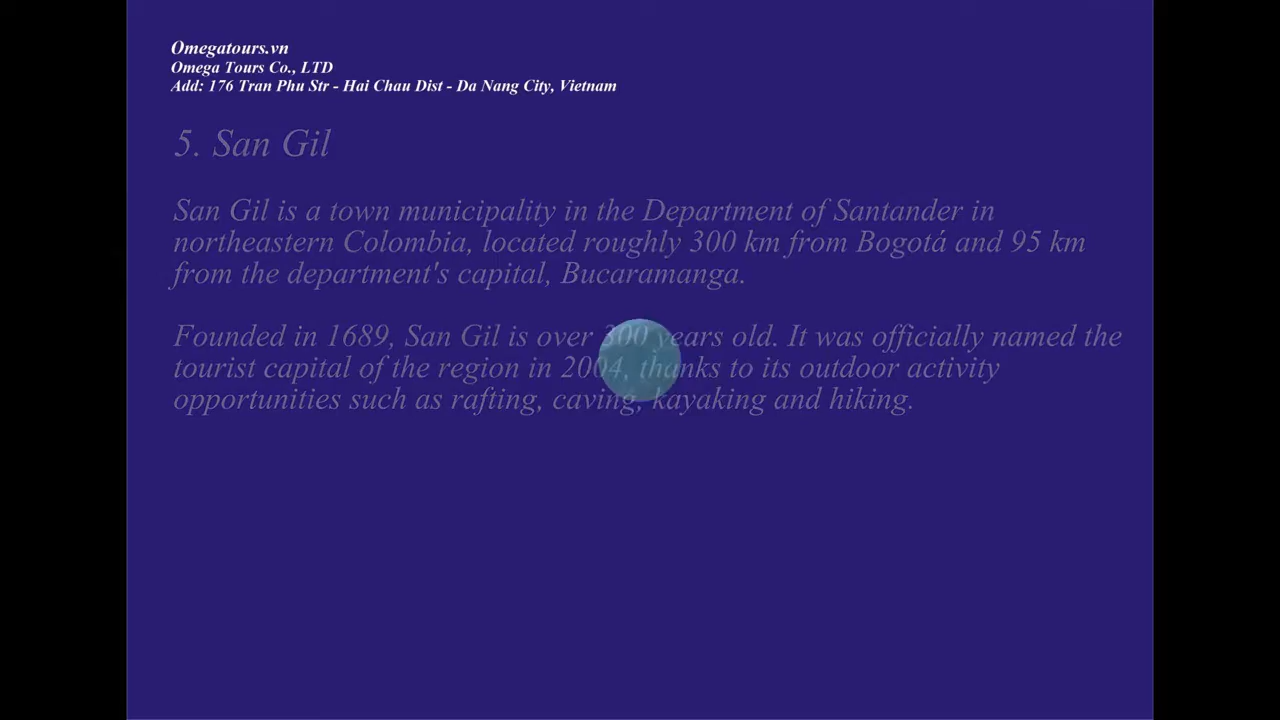 Omegatours.vn
Omega Tours Co., LTD
Add: 176 Tran Phu Str - Hai Chau Dist - Da Nang City, Vietnam
5. San Gil
San Gil is a town municipality in the Department of Santander in
northeastern Colombia, located roughly 300 km from Bogotá and 95 km
from the department's capital, Bucaramanga.
Founded in 1689, San Gil is over 300 years old. It was officially named the
tourist capital of the region in 2004, thanks to its outdoor activity
opportunities such as rafting, caving, kayaking and hiking.